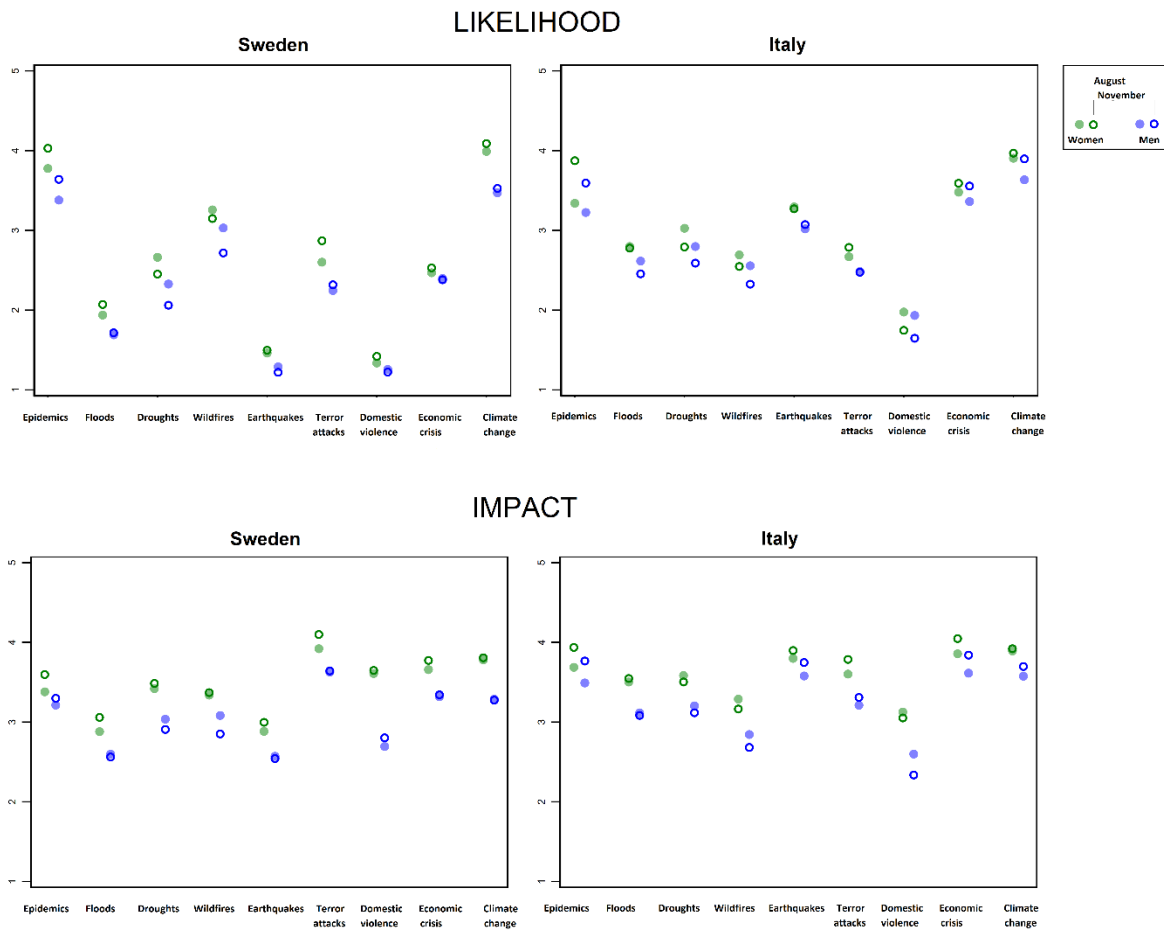 LIKELIHOOD
Sweden
Italy
5
4
3
2
1
Epidemics Floods Droughts Wildfires Earthquakes Terror attacks Domestic violence Economic crisis Climate change
5
4
3
2
1
Epidemics Floods Droughts Wildfires Earthquakes Terror attacks Domestic violence Economic crisis Climate change
August
November
Women Men
IMPACT
Sweden
Italy
5
4
3
2
1
Epidemics Floods Droughts Wildfires Earthquakes Terror attacks Domestic violence Economic crisis Climate change
5
4
3
2
1
Epidemics Floods Droughts Wildfires Earthquakes Terror attacks Domestic violence Economic crisis Climate change